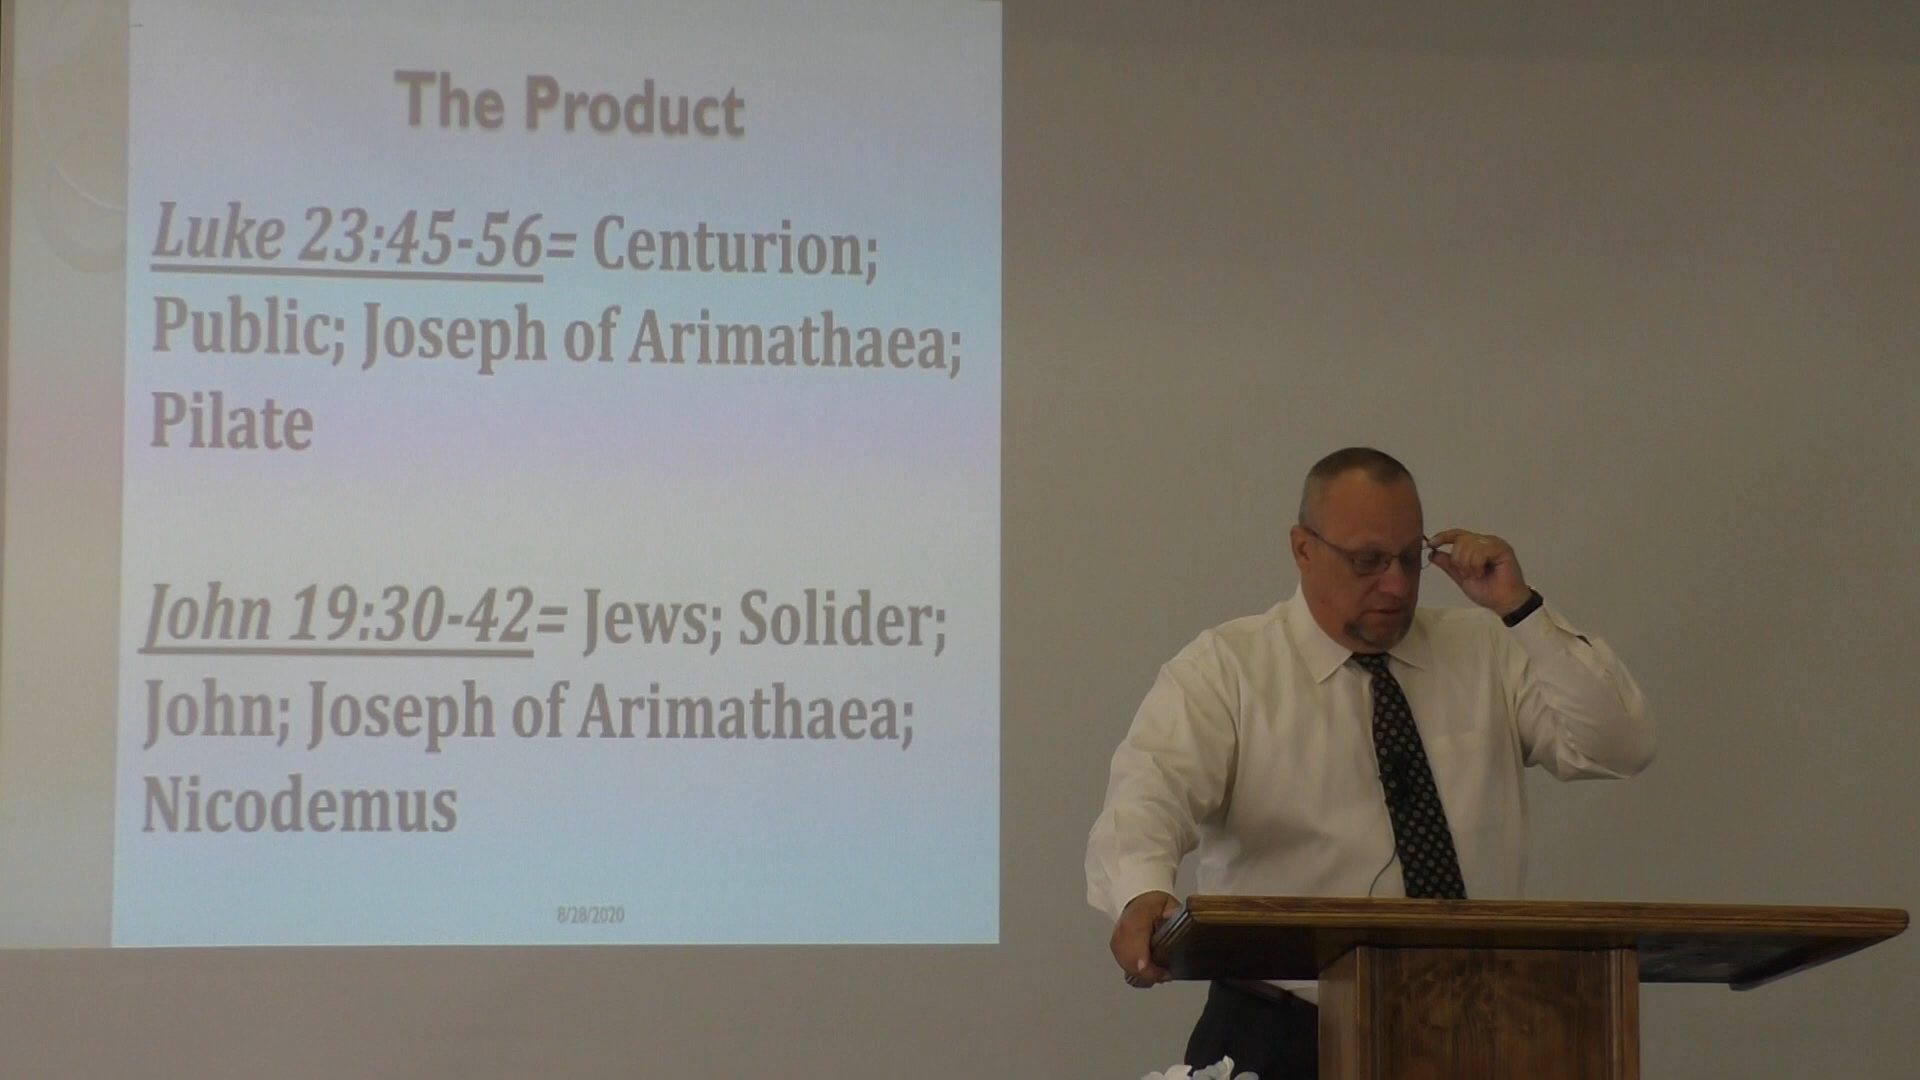 The Product
Luke 23:45-56= Centurion;
Public; Joseph of Arimathaea;
Pilate
John 19:30-42= Jews; Solider;
John; Joseph of Arimathaea;
Nicodemus
8/28/2020